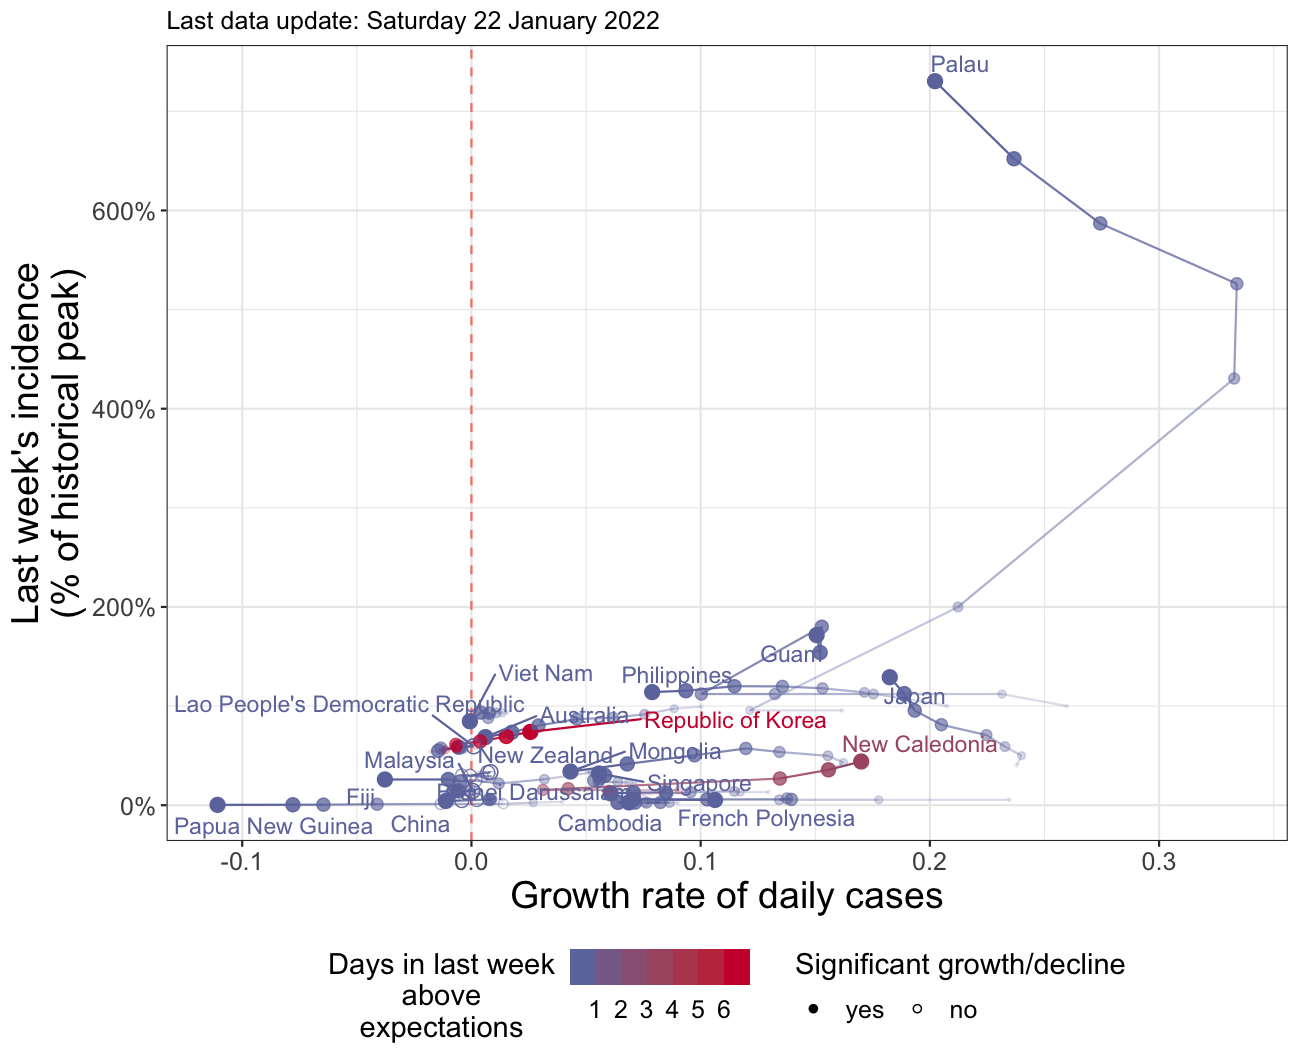 Last data update: Saturday 22 January 2022
Last week's incidence
(% of historical peak)
600%
400%
200%
0%
Palau
Guam
Philippines
Viet Nam
Japan
Lao People's Democratic Republic
Australia
Republic of Korea
New Caledonia
New Zealand
Mongolia
Malaysia
Singapore
Fiji
Darussalam
Papua New Guinea
China
Cambodia
French Polynesia
-0.1
0.0
0.1
0.2
0.3
Growth rate of daily cases
Days in last week
above
expectations
1 2 3 4 5 6
Significant growth/decline
yes
no